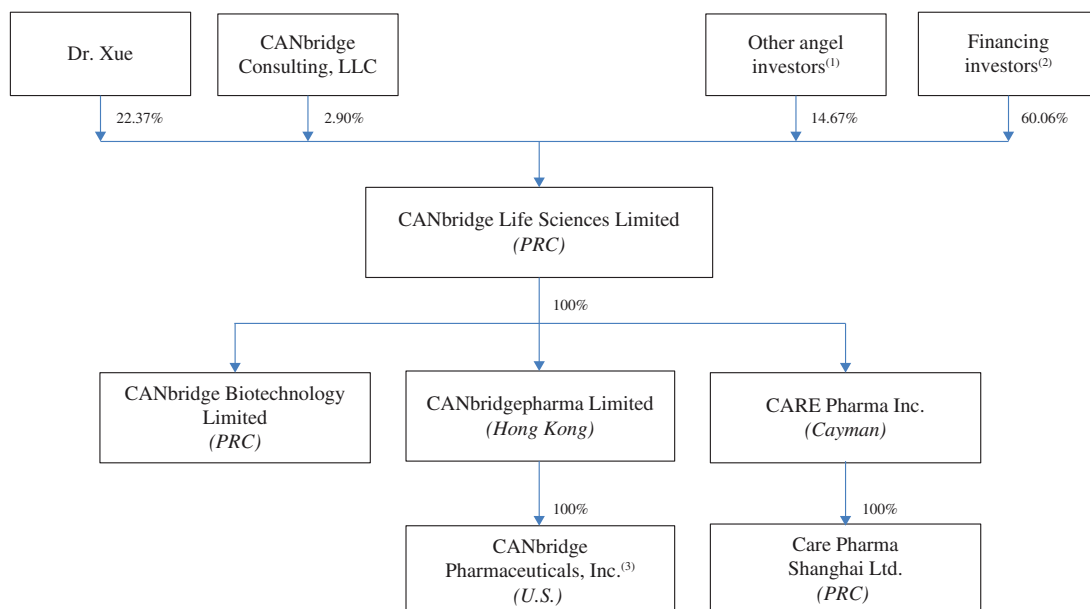 Dr. Xue
CANbridge
Consulting, LLC
Other angel
investors(1)
Financing
investors(2)
22.37%
2.90%
14.67%
60.06%
CANbridge Life Sciences Limited
(PRC)
100%
CANbridge Biotechnology
Limited
(PRC)
CANbridgepharma Limited
(Hong Kong)
CARE Pharma Inc.
(Cayman)
100%
100%
CANbridge
Pharmaceuticals, Inc.(3)
(U.S.)
Care Pharma
Shanghai Ltd.
(PRC)